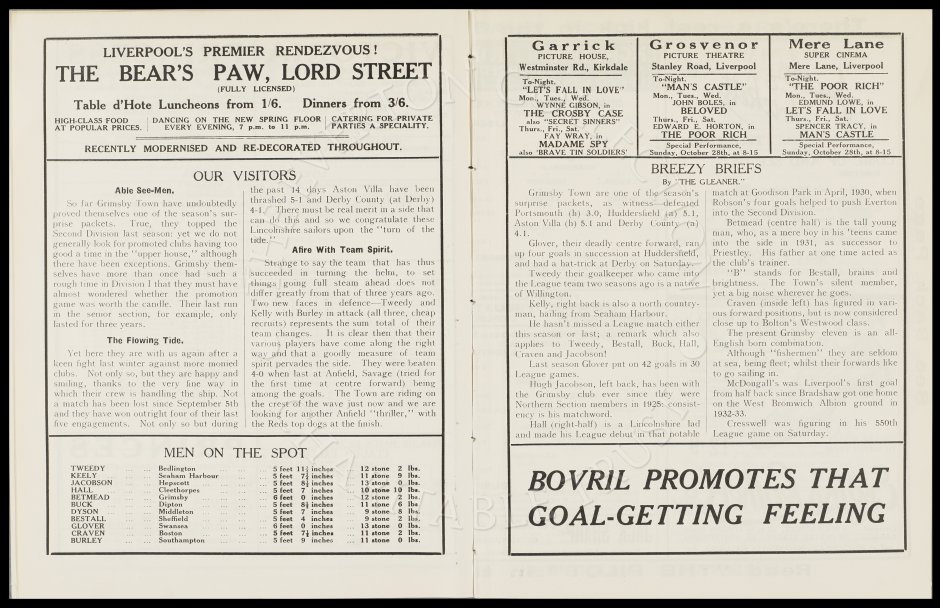 LIVERPOOL'S PREMIER RENDEZVOUS!
THE BEAR'S PAW, LORD STREET
(FULLY LICENSED)
Table d'Hote Luncheons from 1/6. Dinners from 3/6.
HIGH-CLASS FOOD
AT POPULAR PRICES.
DANCING ON THE NEW SPRING FLOOR
EVERY EVENING, 7 p.m. to 11 p.m.
CATERING FOR PRIVATE
PARTIES A SPECIALITY.
RECENTLY MODERNISED AND RE-DECORATED THROUGHOUT.
OUR VISITORS
Able See-Men.
So far Grimsby Town have undoubtedly
proved themselves one of the season's sur-
prise packets. True, they topped the
Second Division last season: yet we do not
generally look for promoted clubs having too
good a time in the "upper house," although
there have been exceptions. Grimsby them-
selves have more than once had such a
rough time in Division I that they must have
almost wondered whether the promotion
game was worth the candle. Their last run
in the senior section, for example, only
lasted for three years.
The Flowing Tide.
Yet here they are with us again after a
keen fight last winter against more monied
clubs. Not only so, but they are happy and
smiling, thanks to the very fine way in
which their crew is handling the ship. Not
a match has been lost since September 8th
and they have won outright four of their last
five engagements. Not only so but during
the past 14 days Aston Villa have been
thrashed 5-1 and Derby County (at Derby)
4-1. There must be real merit in a side that
can do this and so we congratulate these
Lincolnshire sailors upon the "turn of the
tide."
Afire With Team Spirit.
Strange to say the team that has thus
succeeded in turning the helm, to set
things going full steam ahead does not
differ greatly from that of three years ago.
Two new faces in defence—Tweedy and
Kelly with Burley in attack (all three, cheap
recruits) represents the sum total of their
team changes. It is clear then that their
various players have come along the right
way and that a goodly measure of team
spirit pervades the side. They were beaten
4-0 when last at Anfield, Savage (tried for
the first time at centre forward) being
among the goals. The Town are riding on
the crest of the wave just now and we are
looking for another Anfield "thriller," with
the Reds top dogs at the finish.
MEN ON THE SPOT
TWEEDY ... ... Bedlington ... ... ... 5 feet 11½ inches ... 12 stone 2 lbs.
KEELY ... ... Seaham Harbour ... ... 5 feet 7½ inches ... 11 stone 9 lbs.
JACOBSON ... ... Hepscott ... ... ... 5 feet 8½ inches ... 13 stone 0 lbs.
HALL ... ... Cleethorpes ... ... ... 5 feet 7 inches ... 10 stone 10 lbs.
BETMEAD ... ... Grimsby ... ... ... 6 feet 0 inches ... 12 stone 2 lbs.
BUCK ... ... Dipton ... ... ... 5 feet 8½ inches ... 11 stone 6 lbs.
DYSON ... ... Middleton ... ... ... 5 feet 7 inches ... 9 stone 8 lbs.
BESTALL ... ... Sheffield ... ... ... 5 feet 4 inches ... 9 stone 2 lbs.
GLOVER ... ... Swansea ... ... ... 6 feet 0 inches ... 13 stone 0 lbs.
CRAVEN ... ... Boston ... ... ... 5 feet 7½ inches ... 11 stone 2 lbs.
BURLEY ... ... Southampton ... ... ... 5 feet 9 inches ... 11 stone 0 lbs.
Garrick
PICTURE HOUSE,
Westminster Rd., Kirkdale
To-Night.
"LET'S FALL IN LOVE"
Mon., Tues., Wed.
WYNNE GIBSON, in
THE CROSBY CASE
also "SECRET SINNERS"
Thurs., Fri., Sat.
FAY WRAY, in
MADAME SPY
also 'BRAVE TIN SOLDIERS'
Grosvenor
PICTURE THEATRE
Stanley Road, Liverpool
To-Night.
"MAN'S CASTLE"
Mon., Tues., Wed.
JOHN BOLES, in
BELOVED
Thurs., Fri., Sat.
EDWARD E. HORTON, in
THE POOR RICH
Special Performance,
Sunday, October 28th, at 8-15
Mere Lane
SUPER CINEMA
Mere Lane, Liverpool
To-Night.
"THE POOR RICH"
Mon., Tues., Wed.
EDMUND LOWE, in
LET'S FALL IN LOVE
Thurs., Fri., Sat.
SPENCER TRACY, in
MAN'S CASTLE
Special Performance,
Sunday, October 28th, at 8-15
BREEZY BRIEFS
By "THE GLEANER."
Grimsby Town are one of the season's
surprise packets, as witness defeated
Portsmouth (h) 3.0, Huddersfield (a) 5.1,
Aston Villa (h) 5.1 and Derby County (a)
4.1.
Glover, their deadly centre forward, ran
up four goals in succession at Huddersfield,
and had a hat-trick at Derby on Saturday.
Tweedy their goalkeeper who came into
the League team two seasons ago is a native
of Willington.
Kelly, right back is also a north country-
man, hailing from Seaham Harbour.
He hasn't missed a League match either
this season or last; a remark which also
applies to Tweedy, Bestall, Buck, Hall,
Craven and Jacobson!
Last season Glover put on 42 goals in 30
League games.
Hugh Jacobson, left back, has been with
the Grimsby club ever since they were
Northern Section members in 1925: consist-
ency is his matchword.
Hall (right-half) is a Lincolnshire lad
and made his League debut in that notable
match at Goodison Park in April, 1930, when
Robson's four goals helped to push Everton
into the Second Division.
Betmead (centre half) is the tall young
man, who, as a mere boy in his 'teens came
into the side in 1931, as successor to
Priestley. His father at one time acted as
the club's trainer.
"B" stands for Bestall, brains and
brightness. The Town's silent member,
yet a big noise wherever he goes.
Craven (inside left) has figured in vari-
ous forward positions, but is now considered
close up to Bolton's Westwood class.
The present Grimsby eleven is an all-
English born combination.
Although "fishermen" they are seldom
at sea, being fleet; whilst their forwards like
to go sailing in.
McDougall's was Liverpool's first goal
from half back since Bradshaw got one home
on the West Bromwich Albion ground in
1932-33.
Cresswell was figuring in his 550th
League game on Saturday.
BOVRIL PROMOTES THAT
GOAL-GETTING FEELING